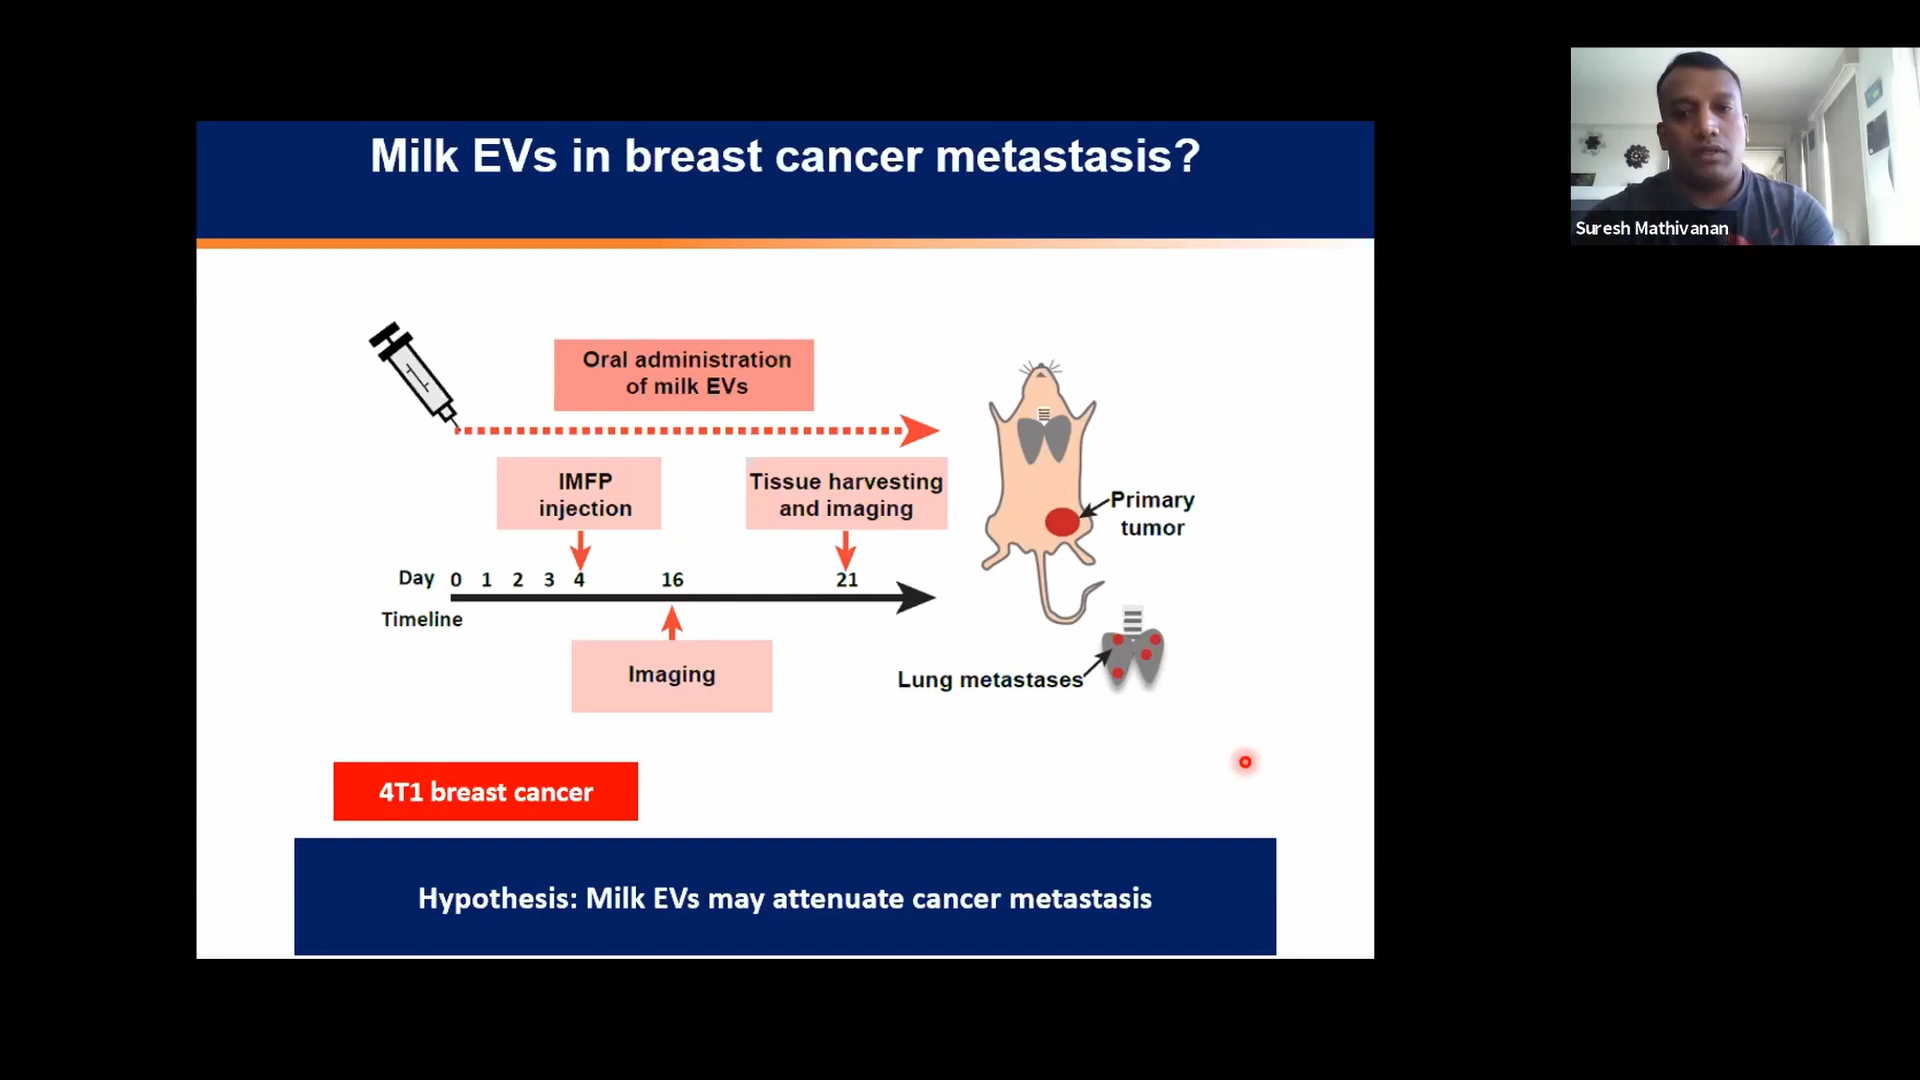 Milk EVs in breast cancer metastasis?
Suresh Mathivanan
Oral administration
of milk EVs
IMFP
injection
Tissue harvesting
and imaging
Primary
tumor
Day 0 1 2 3 4 16 21
Timeline
Imaging
Lung metastases
4T1 breast cancer
Hypothesis: Milk EVs may attenuate cancer metastasis